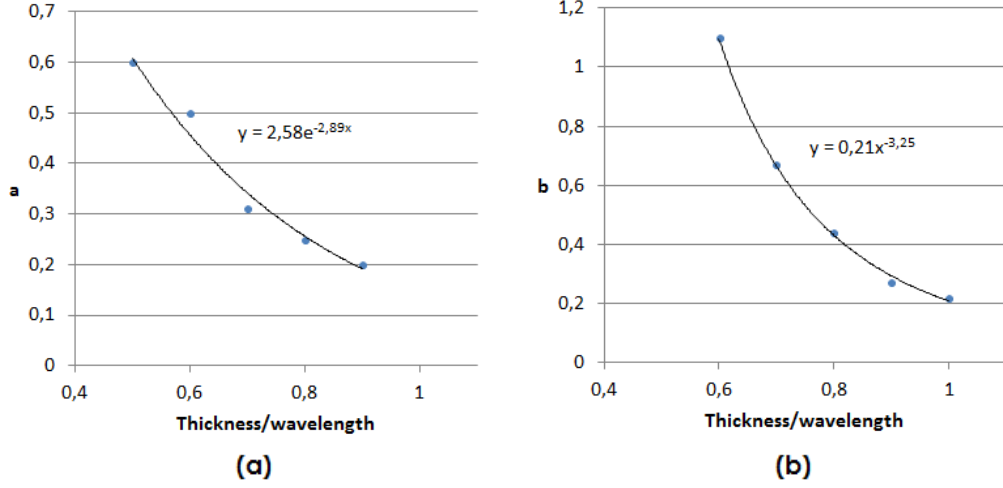 0,7
0,6
0,5
0,4
0,3
0,2
0,1
0
a
y = 2,58e^-2,89x
0,4 0,6 0,8 1
Thickness/wavelength
(a)
1,2
1
0,8
0,6
0,4
0,2
0
b
y = 0,21x^-3,25
0,4 0,6 0,8 1
Thickness/wavelength
(b)